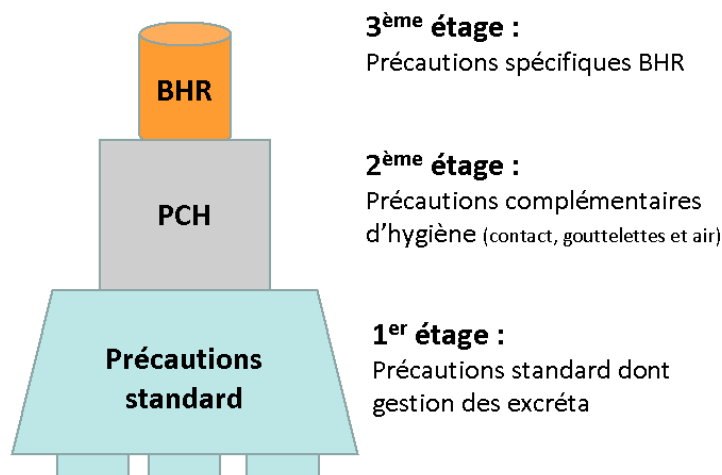 3ème étage :
Précautions spécifiques BHR
BHR
2ème étage :
Précautions complémentaires
d'hygiène (contact, gouttelettes et air)
PCH
1er étage :
Précautions standard dont
gestion des excréta
Précautions
standard